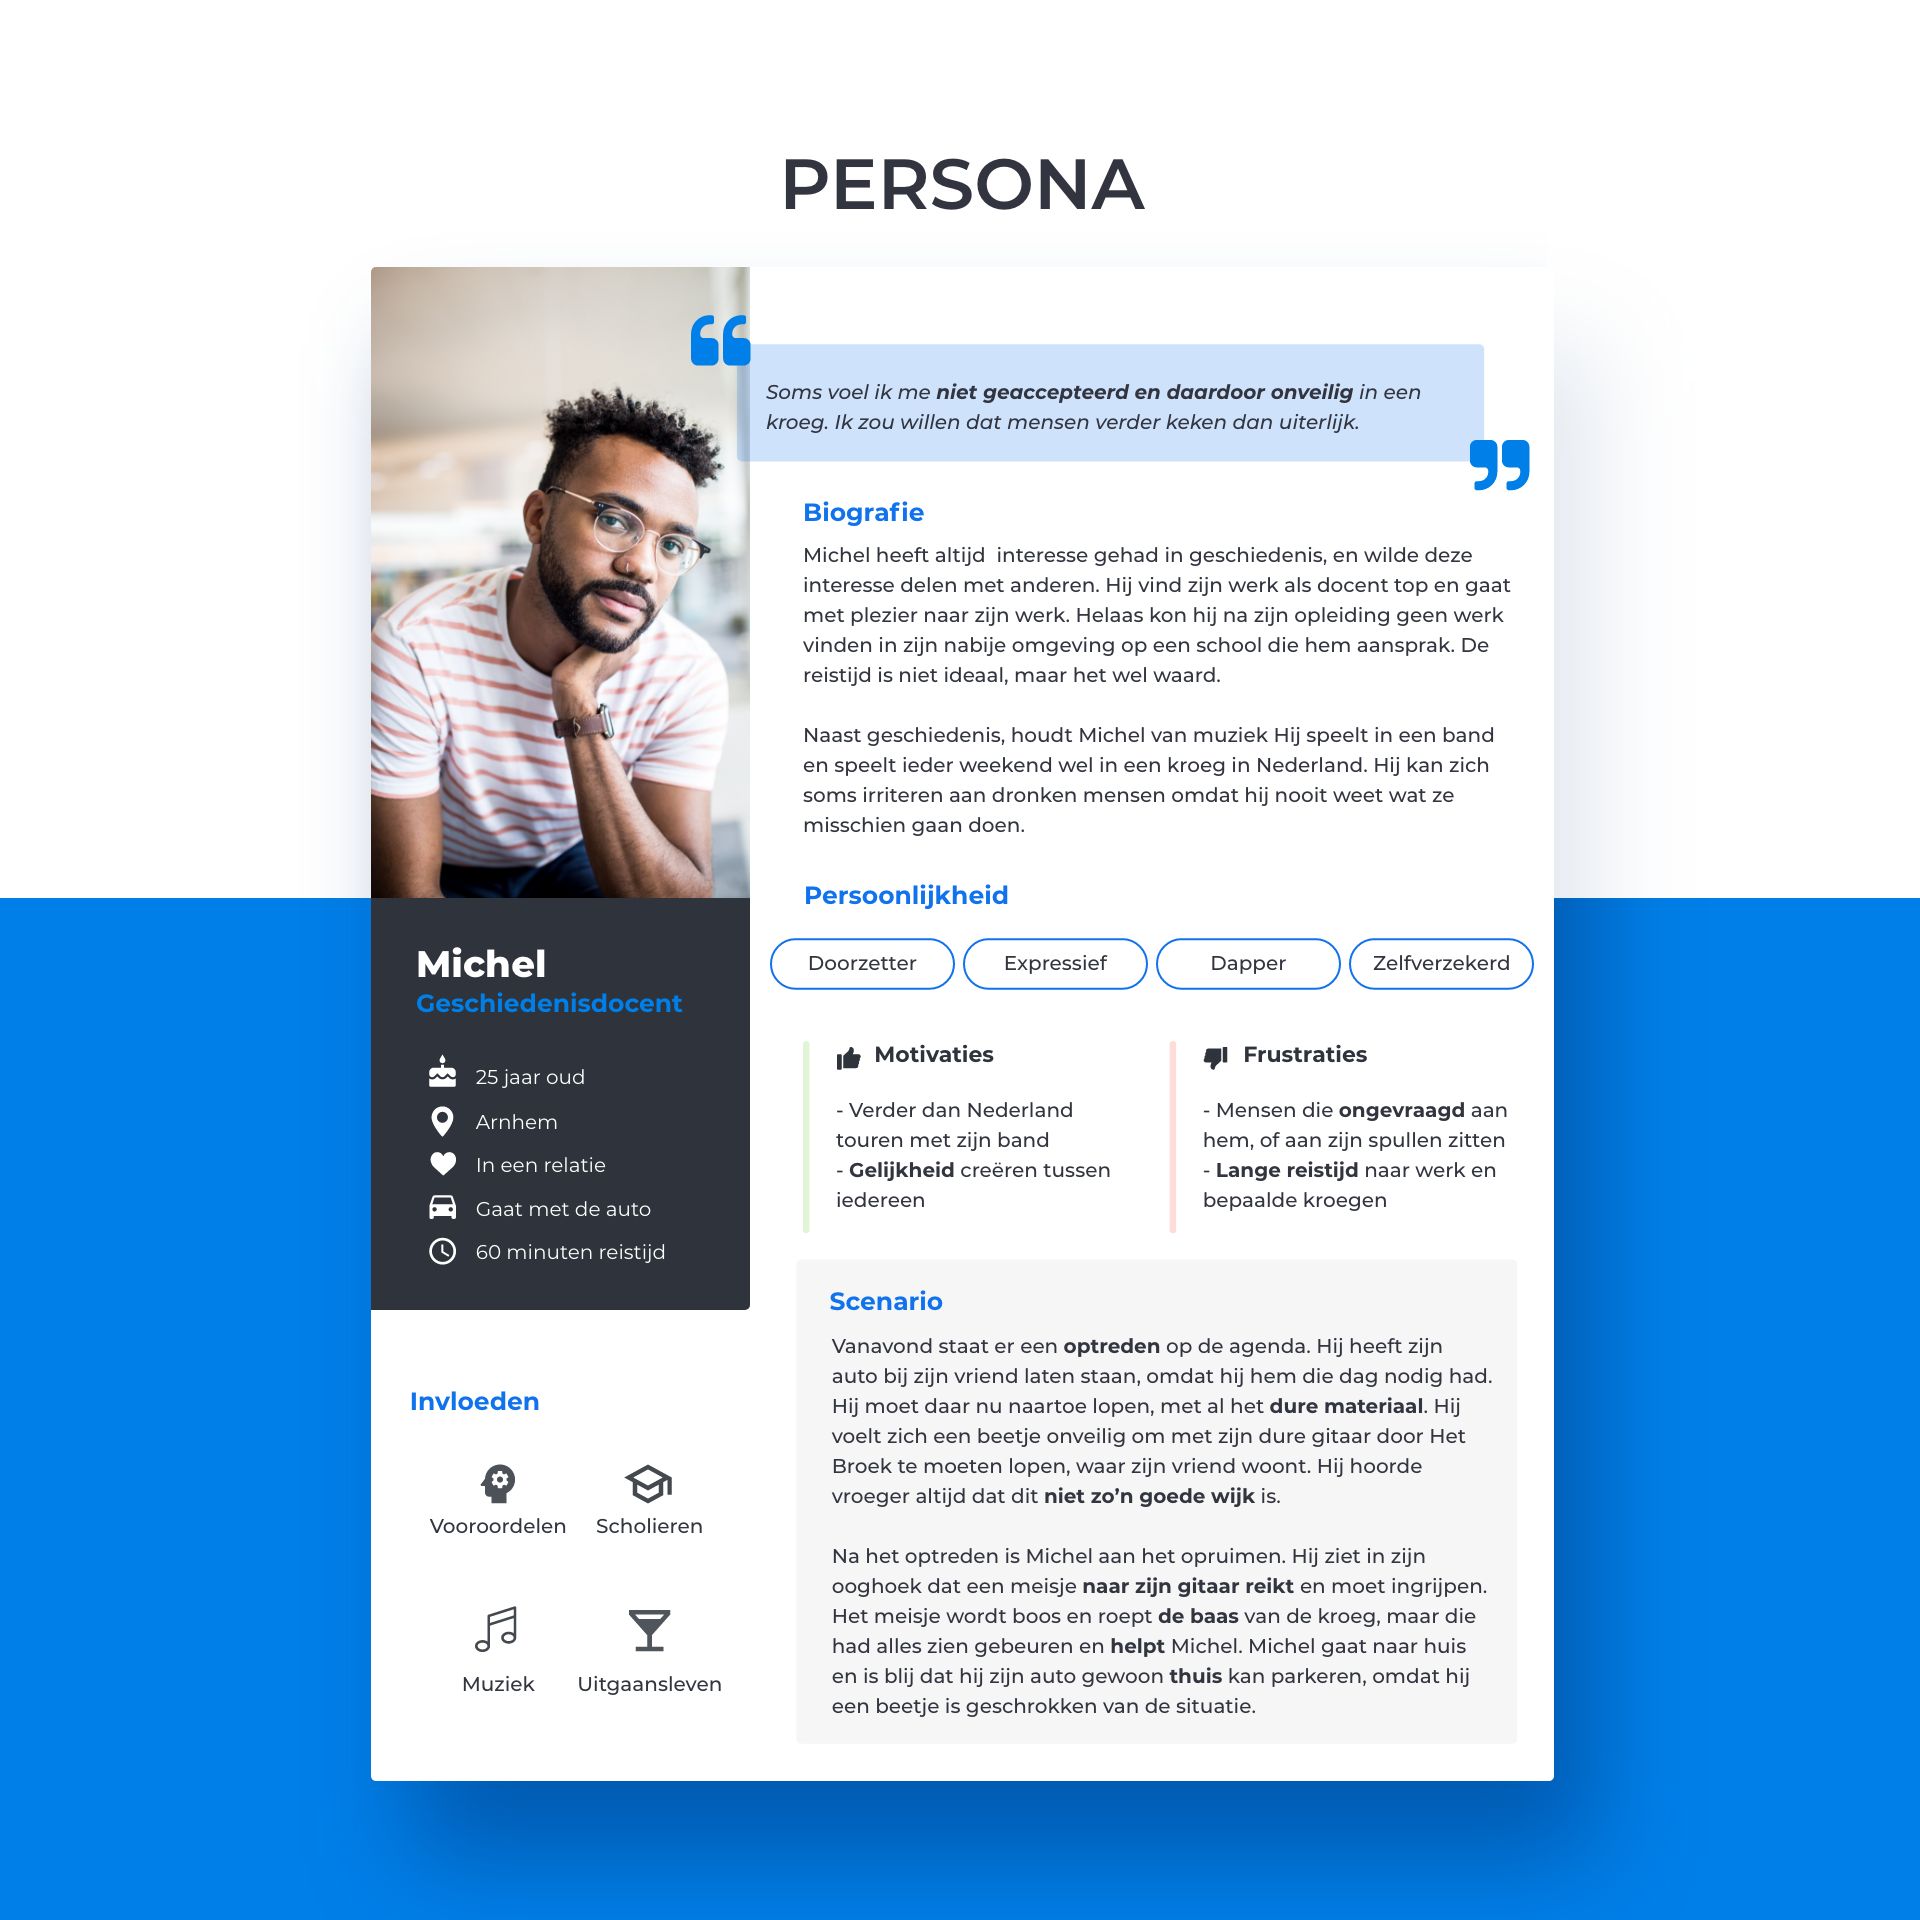 PERSONA
Soms voel ik me niet geaccepteerd en daardoor onveilig in een
kroeg. Ik zou willen dat mensen verder keken dan uiterlijk.
Biografie
Michel heeft altijd  interesse gehad in geschiedenis, en wilde deze
interesse delen met anderen. Hij vind zijn werk als docent top en gaat
met plezier naar zijn werk. Helaas kon hij na zijn opleiding geen werk
vinden in zijn nabije omgeving op een school die hem aansprak. De
reistijd is niet ideaal, maar het wel waard.
Naast geschiedenis, houdt Michel van muziek Hij speelt in een band
en speelt ieder weekend wel in een kroeg in Nederland. Hij kan zich
soms irriteren aan dronken mensen omdat hij nooit weet wat ze
misschien gaan doen.
Persoonlijkheid
Doorzetter
Expressief
Dapper
Zelfverzekerd
Motivaties
- Verder dan Nederland
touren met zijn band
- Gelijkheid creëren tussen
iedereen
Frustraties
- Mensen die ongevraagd aan
hem, of aan zijn spullen zitten
- Lange reistijd naar werk en
bepaalde kroegen
Scenario
Vanavond staat er een optreden op de agenda. Hij heeft zijn
auto bij zijn vriend laten staan, omdat hij hem die dag nodig had.
Hij moet daar nu naartoe lopen, met al het dure materiaal. Hij
voelt zich een beetje onveilig om met zijn dure gitaar door Het
Broek te moeten lopen, waar zijn vriend woont. Hij hoorde
vroeger altijd dat dit niet zo’n goede wijk is.
Na het optreden is Michel aan het opruimen. Hij ziet in zijn
ooghoek dat een meisje naar zijn gitaar reikt en moet ingrijpen.
Het meisje wordt boos en roept de baas van de kroeg, maar die
had alles zien gebeuren en helpt Michel. Michel gaat naar huis
en is blij dat hij zijn auto gewoon thuis kan parkeren, omdat hij
een beetje is geschrokken van de situatie.
Michel
Geschiedenisdocent
25 jaar oud
Arnhem
In een relatie
Gaat met de auto
60 minuten reistijd
Invloeden
Vooroordelen
Scholieren
Muziek
Uitgaansleven